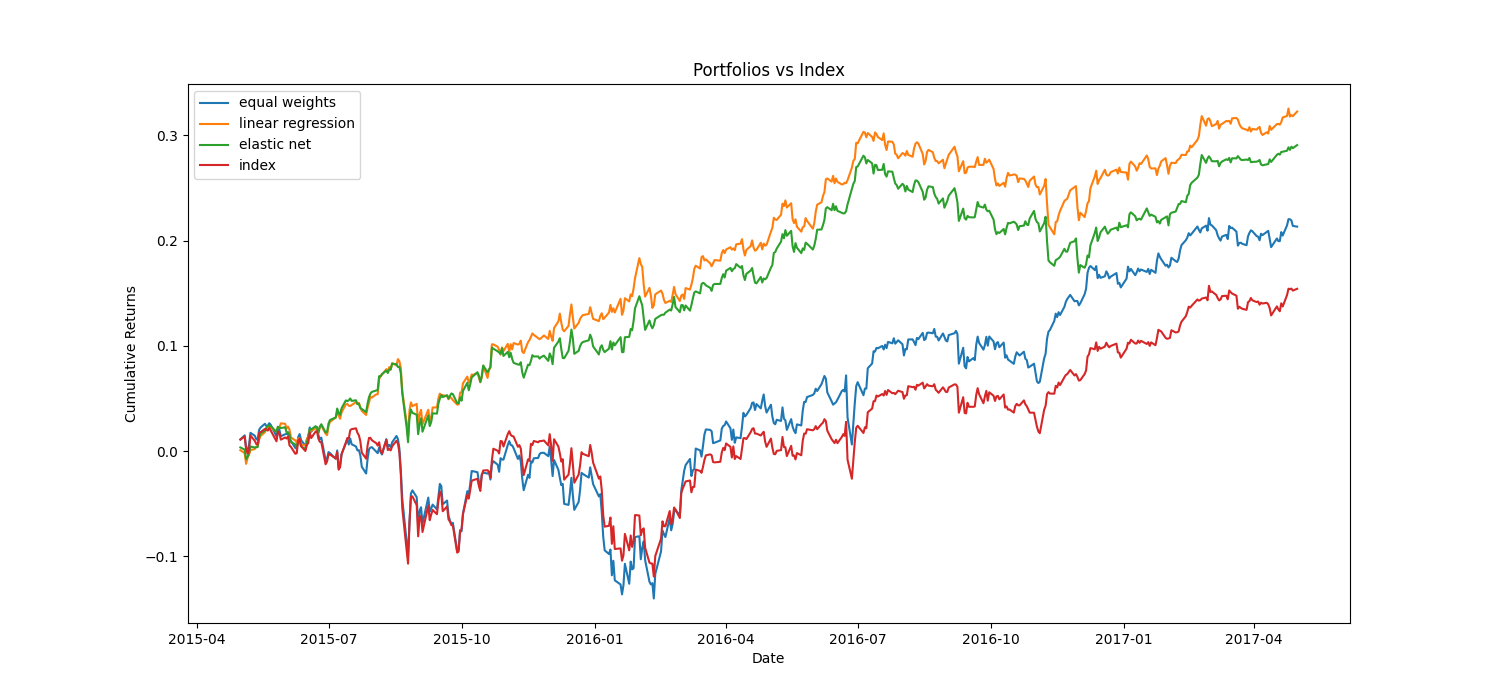 Portfolios vs Index
equal weights
linear regression
elastic net
index
Cumulative Returns
0.3
0.2
0.1
0.0
−0.1
2015-04 2015-07 2015-10 2016-01 2016-04 2016-07 2016-10 2017-01 2017-04
Date